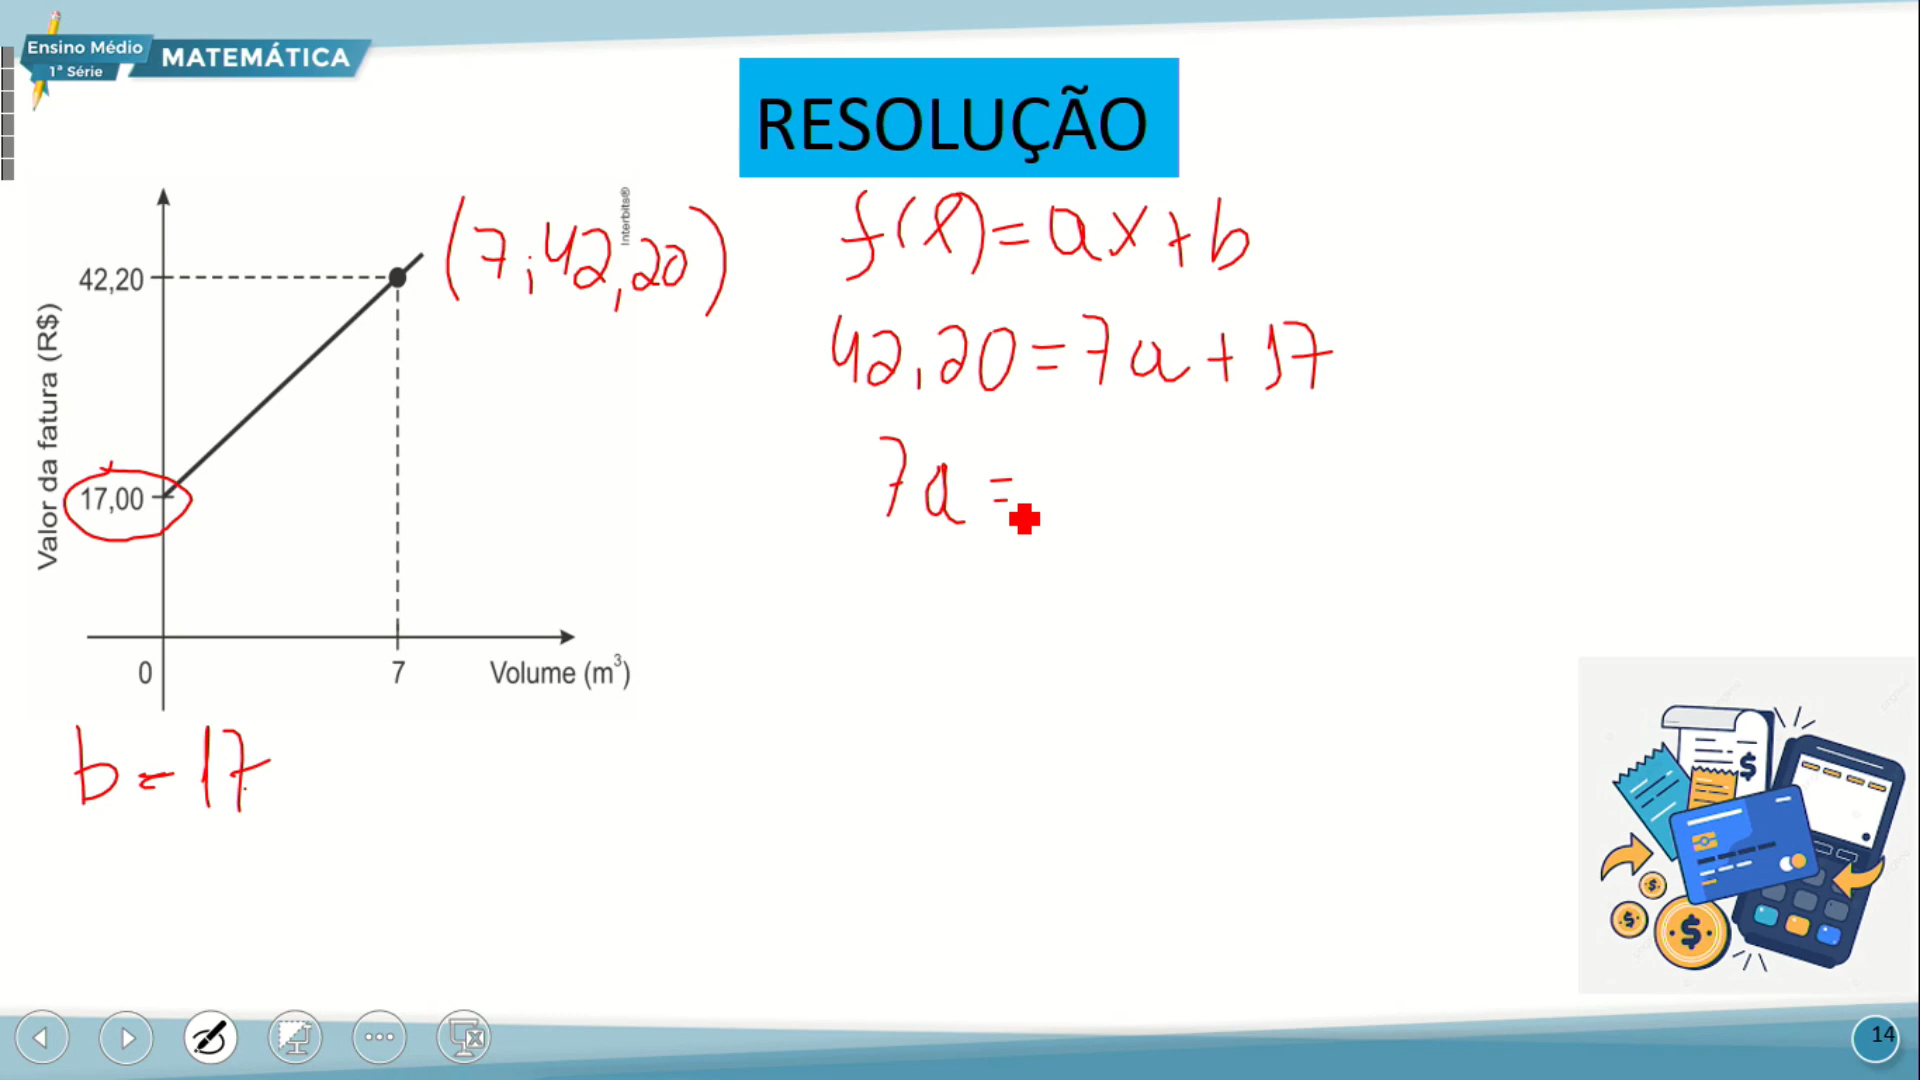 Ensino Médio
1ª Série
MATEMÁTICA
RESOLUÇÃO
Interbits®
Valor da fatura (R$)
42,20
17,00
0
7
Volume (m³)
(7; 42,20)
b = 17
f(x) = ax + b
42,20 = 7a + 17
7a =
14